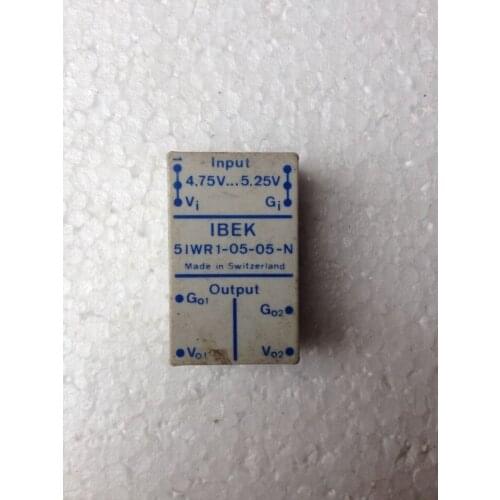 1
Input
4.75V...5.25V
Vi Gi
IBEK
5IWR1-05-05-N
Made in Switzerland
Output
Go1 Go2
Vo1 Vo2